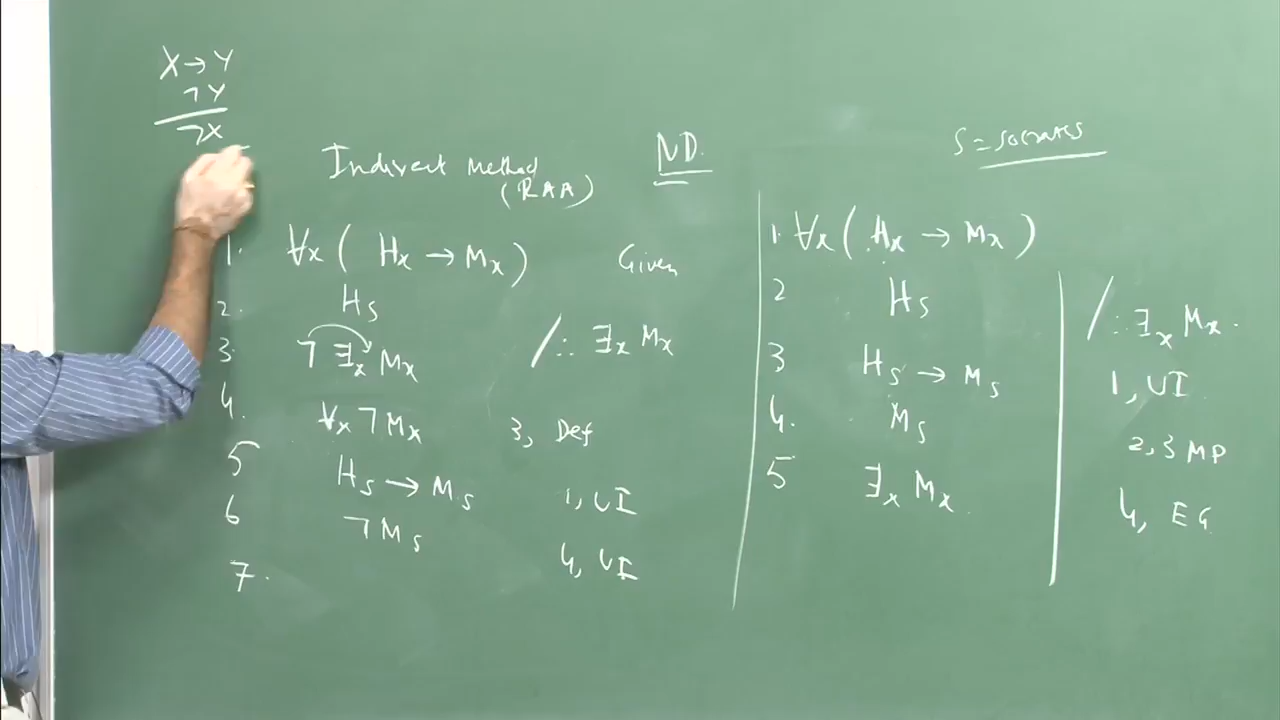 X → Y
¬Y
¬X
Indirect Method
(RAA)
ND.
S = Socrates
1. ∀x ( Hx → Mx ) Given
2. Hs
/∴ ∃x Mx
3. ¬ ∃x Mx
4. ∀x ¬Mx 3, Def
5 Hs → Ms 1, UI
6 ¬Ms 4, UI
7.
1. ∀x ( Hx → Mx )
2 Hs
/∴ ∃x Mx.
3 Hs → Ms 1, UI
4. Ms 2,3 MP
5 ∃x Mx. 4, EG